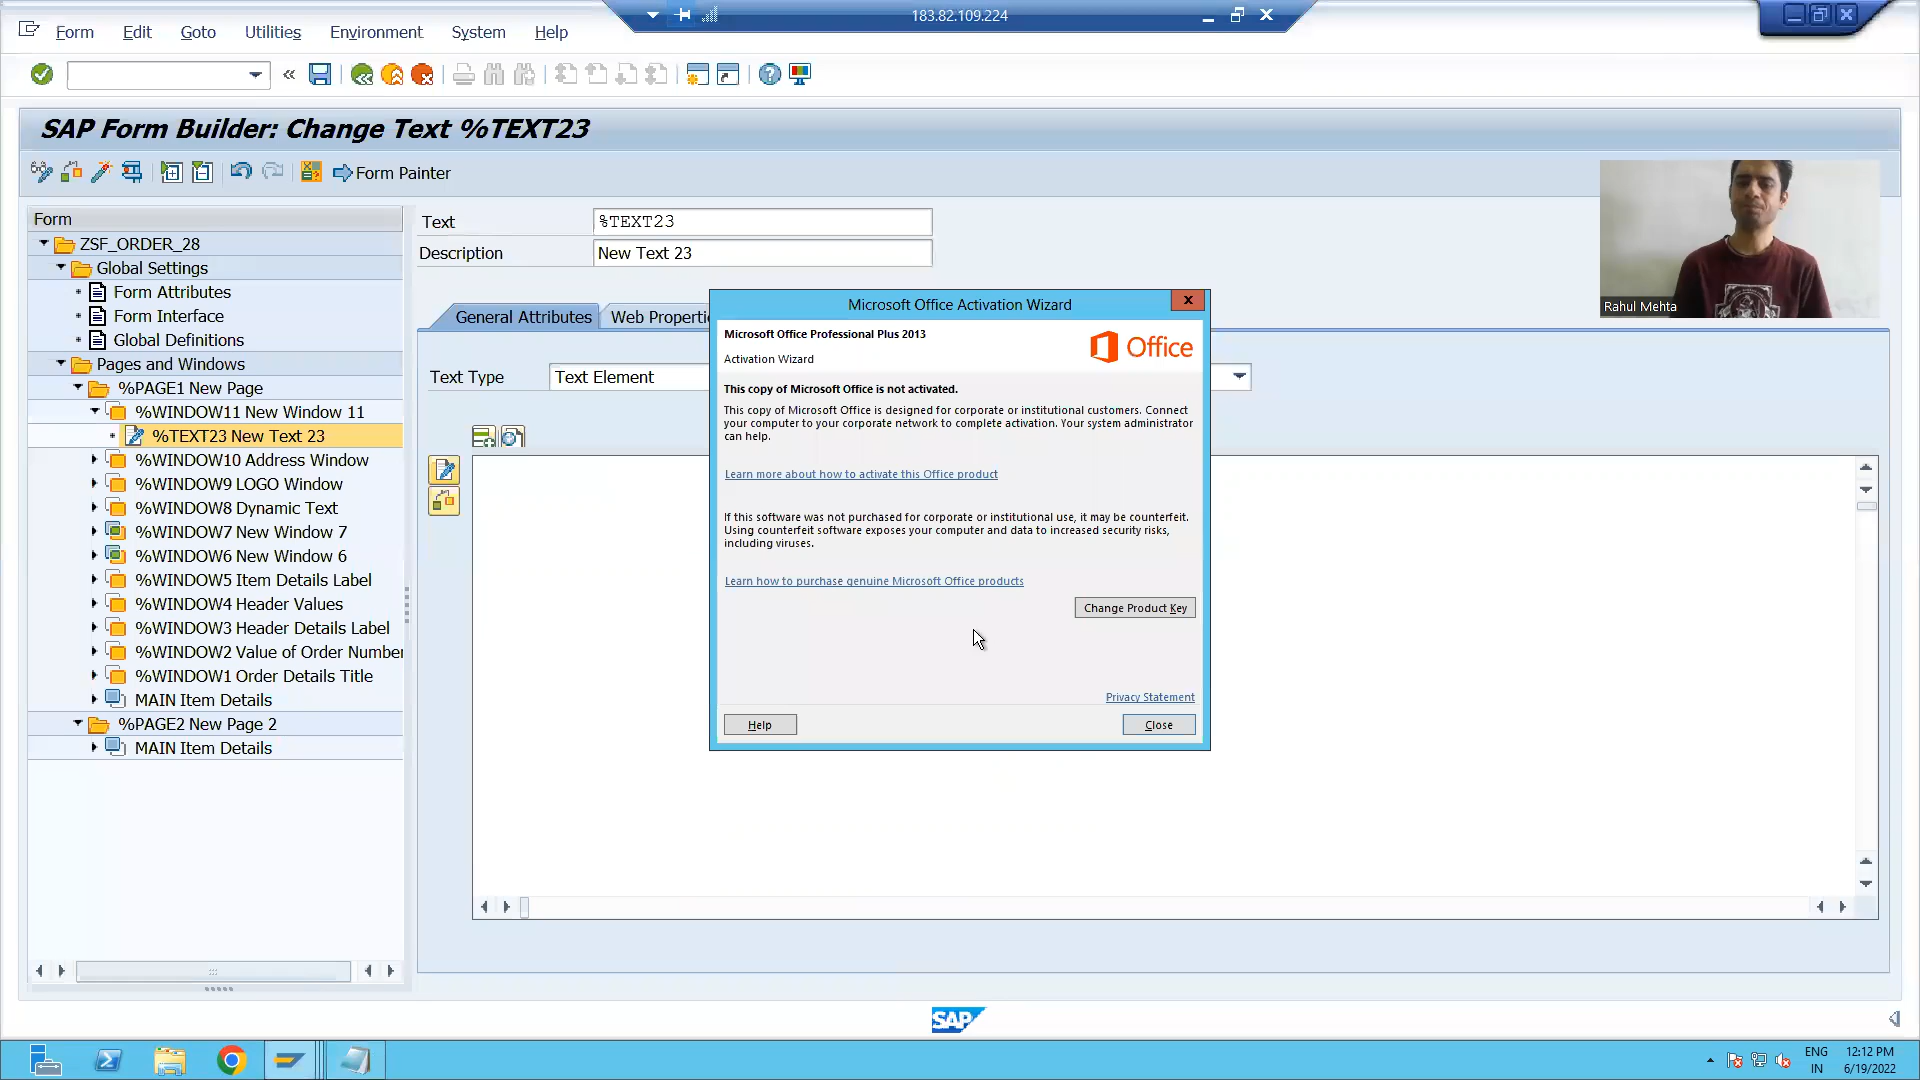 183.82.109.224
Form Edit Goto Utilities Environment System Help
SAP Form Builder: Change Text %TEXT23
Form Painter
Form
ZSF_ORDER_28
Global Settings
Form Attributes
Form Interface
Global Definitions
Pages and Windows
%PAGE1 New Page
%WINDOW11 New Window 11
%TEXT23 New Text 23
%WINDOW10 Address Window
%WINDOW9 LOGO Window
%WINDOW8 Dynamic Text
%WINDOW7 New Window 7
%WINDOW6 New Window 6
%WINDOW5 Item Details Label
%WINDOW4 Header Values
%WINDOW3 Header Details Label
%WINDOW2 Value of Order Number
%WINDOW1 Order Details Title
MAIN Item Details
%PAGE2 New Page 2
MAIN Item Details
Text %TEXT23
Description New Text 23
General Attributes Web Properti
Text Type Text Element
Microsoft Office Activation Wizard
Microsoft Office Professional Plus 2013
Activation Wizard
Office
This copy of Microsoft Office is not activated.
This copy of Microsoft Office is designed for corporate or institutional customers. Connect
your computer to your corporate network to complete activation. Your system administrator
can help.
Learn more about how to activate this Office product
If this software was not purchased for corporate or institutional use, it may be counterfeit.
Using counterfeit software exposes your computer and data to increased security risks,
including viruses.
Learn how to purchase genuine Microsoft Office products
Change Product Key
Privacy Statement
Help Close
Rahul Mehta
SAP
ENG 12:12 PM
IN 6/19/2022